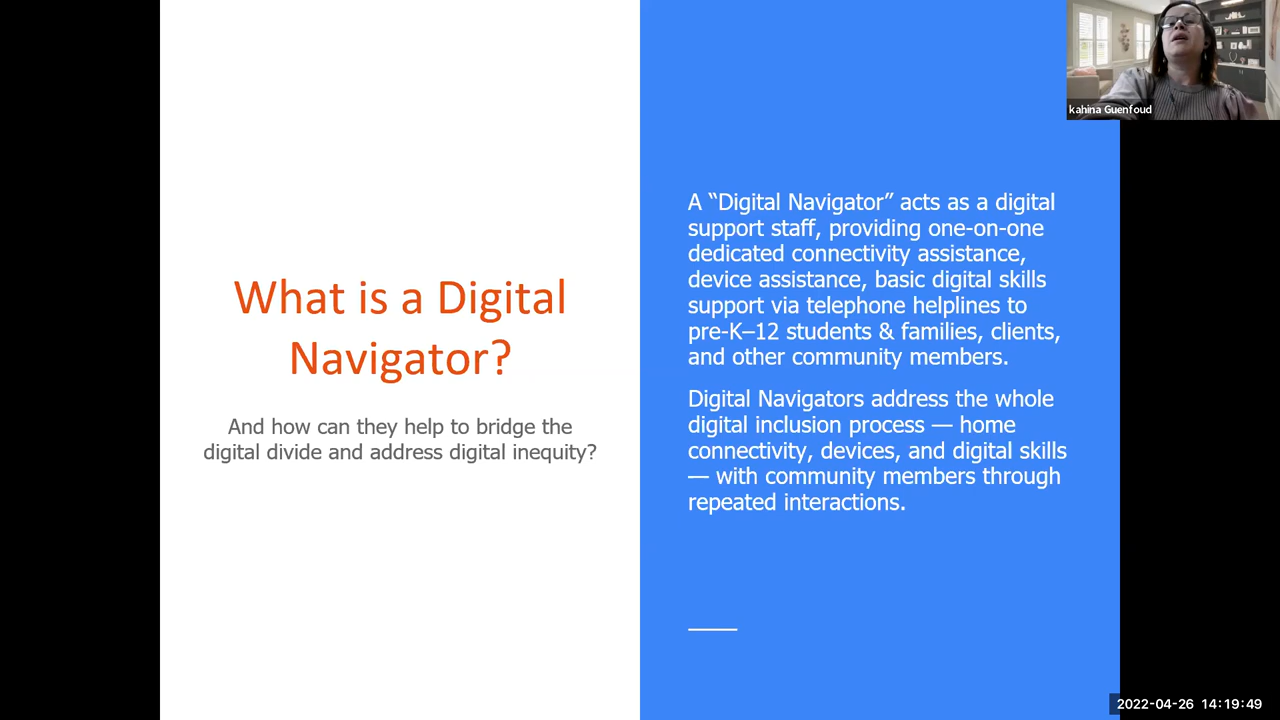 What is a Digital
Navigator?
And how can they help to bridge the
digital divide and address digital inequity?
A “Digital Navigator” acts as a digital
support staff, providing one-on-one
dedicated connectivity assistance,
device assistance, basic digital skills
support via telephone helplines to
pre-K–12 students & families, clients,
and other community members.
Digital Navigators address the whole
digital inclusion process — home
connectivity, devices, and digital skills
— with community members through
repeated interactions.
kahina Guenfoud
2022-04-26 14:19:49